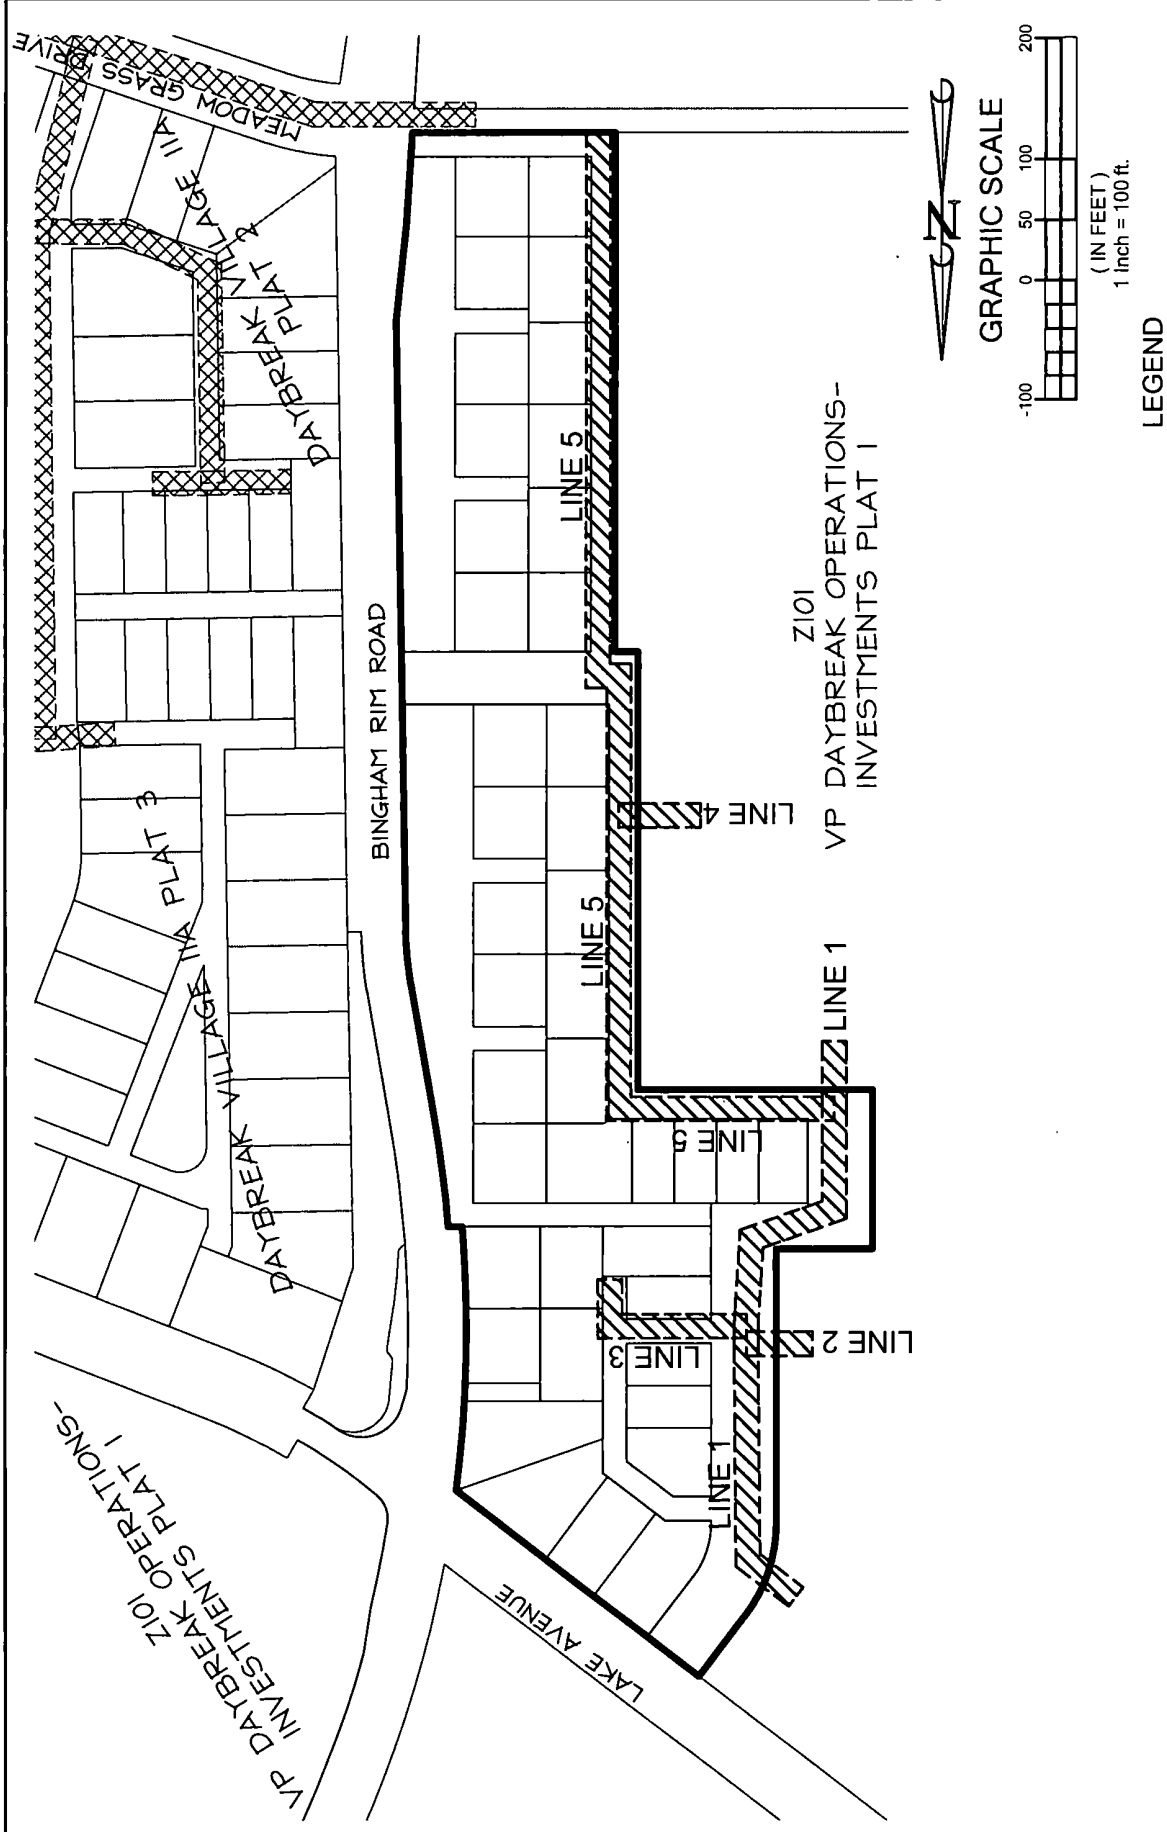 MEADOW GRASS DRIVE
DAYBREAK VILLAGE 11A
PLAT 2
DAYBREAK VILLAGE 11A PLAT 3
BINGHAM RIM ROAD
LINE 5
LINE 5
LINE 5
LINE 4
LINE 1
LINE 2
LINE 3
LINE 1
LAKE AVENUE
Z101
VP DAYBREAK OPERATIONS-
INVESTMENTS PLAT 1
Z101
VP DAYBREAK OPERATIONS-
INVESTMENTS PLAT 1
N
GRAPHIC SCALE
-100 0 50 100 200
( IN FEET )
1 inch = 100 ft.
LEGEND